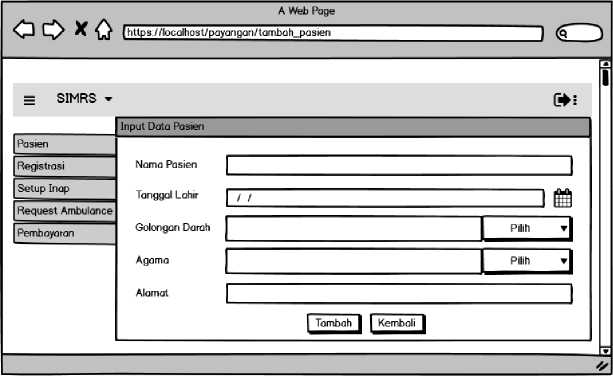 A Web Page
https://localhost/payangan/tambah_pasien
SIMRS
Input Data Pasien
Pasien
Registrasi
Setup Inap
Request Ambulance
Pembayaran
Nama Pasien
Tanggal Lahir / /
Golongan Darah Pilih
Agama Pilih
Alamat
Tambah Kembali